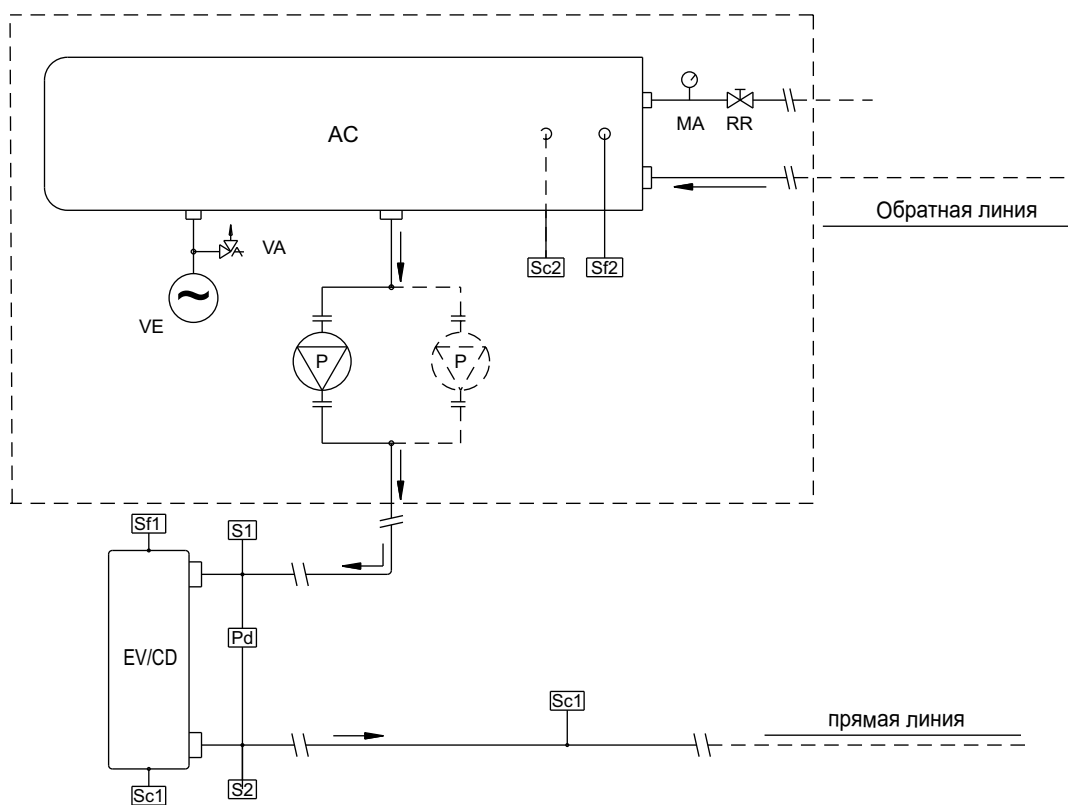 AC
MA
RR
Обратная линия
VA
Sc2
Sf2
VE
P
P
Sf1
S1
Pd
EV/CD
Sc1
прямая линия
Sc1
S2